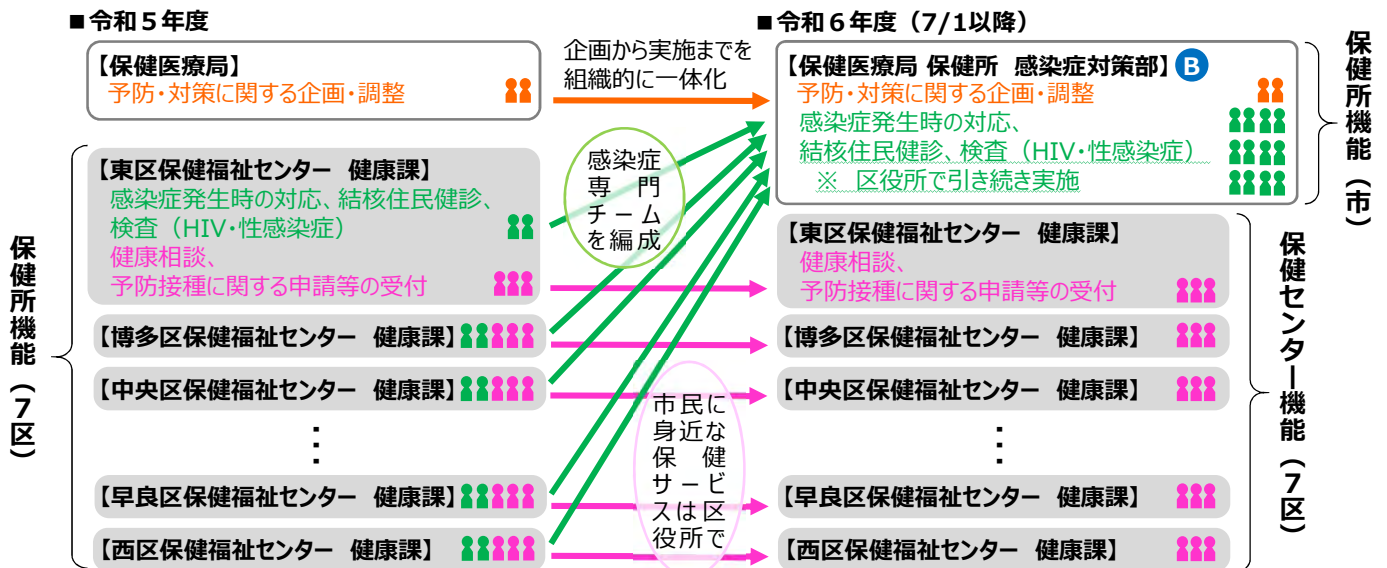 ■令和５年度
【保健医療局】
予防・対策に関する企画・調整
保健所機能（７区）
【東区保健福祉センター　健康課】
感染症発生時の対応、結核住民健診、
検査（HIV・性感染症）
健康相談、
予防接種に関する申請等の受付
【博多区保健福祉センター　健康課】
【中央区保健福祉センター　健康課】
⋮
【早良区保健福祉センター　健康課】
【西区保健福祉センター　健康課】
企画から実施までを
組織的に一体化
感染症
専門
チーム
を編成
市民に
身近な
保健
サービ
スは区
役所で
■令和６年度（7/1以降）
【保健医療局 保健所　感染症対策部】B
予防・対策に関する企画・調整
感染症発生時の対応、
結核住民健診、検査（HIV・性感染症）
※　区役所で引き続き実施
保健所機能（市）
【東区保健福祉センター　健康課】
健康相談、
予防接種に関する申請等の受付
【博多区保健福祉センター　健康課】
【中央区保健福祉センター　健康課】
⋮
【早良区保健福祉センター　健康課】
【西区保健福祉センター　健康課】
保健センター機能（７区）